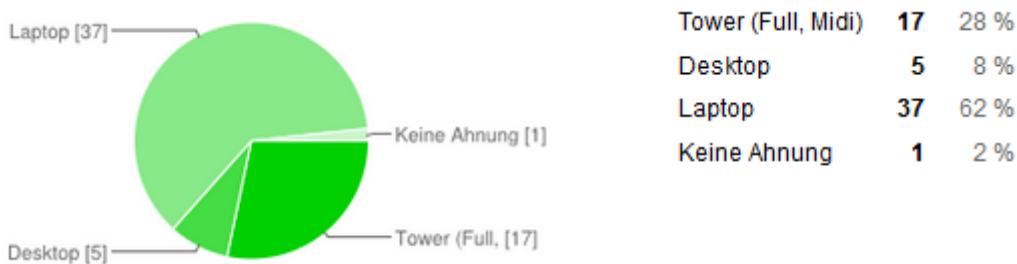 Laptop [37]
Keine Ahnung [1]
Desktop [5]
Tower (Full, [17]
Tower (Full, Midi) 17 28 %
Desktop 5 8 %
Laptop 37 62 %
Keine Ahnung 1 2 %